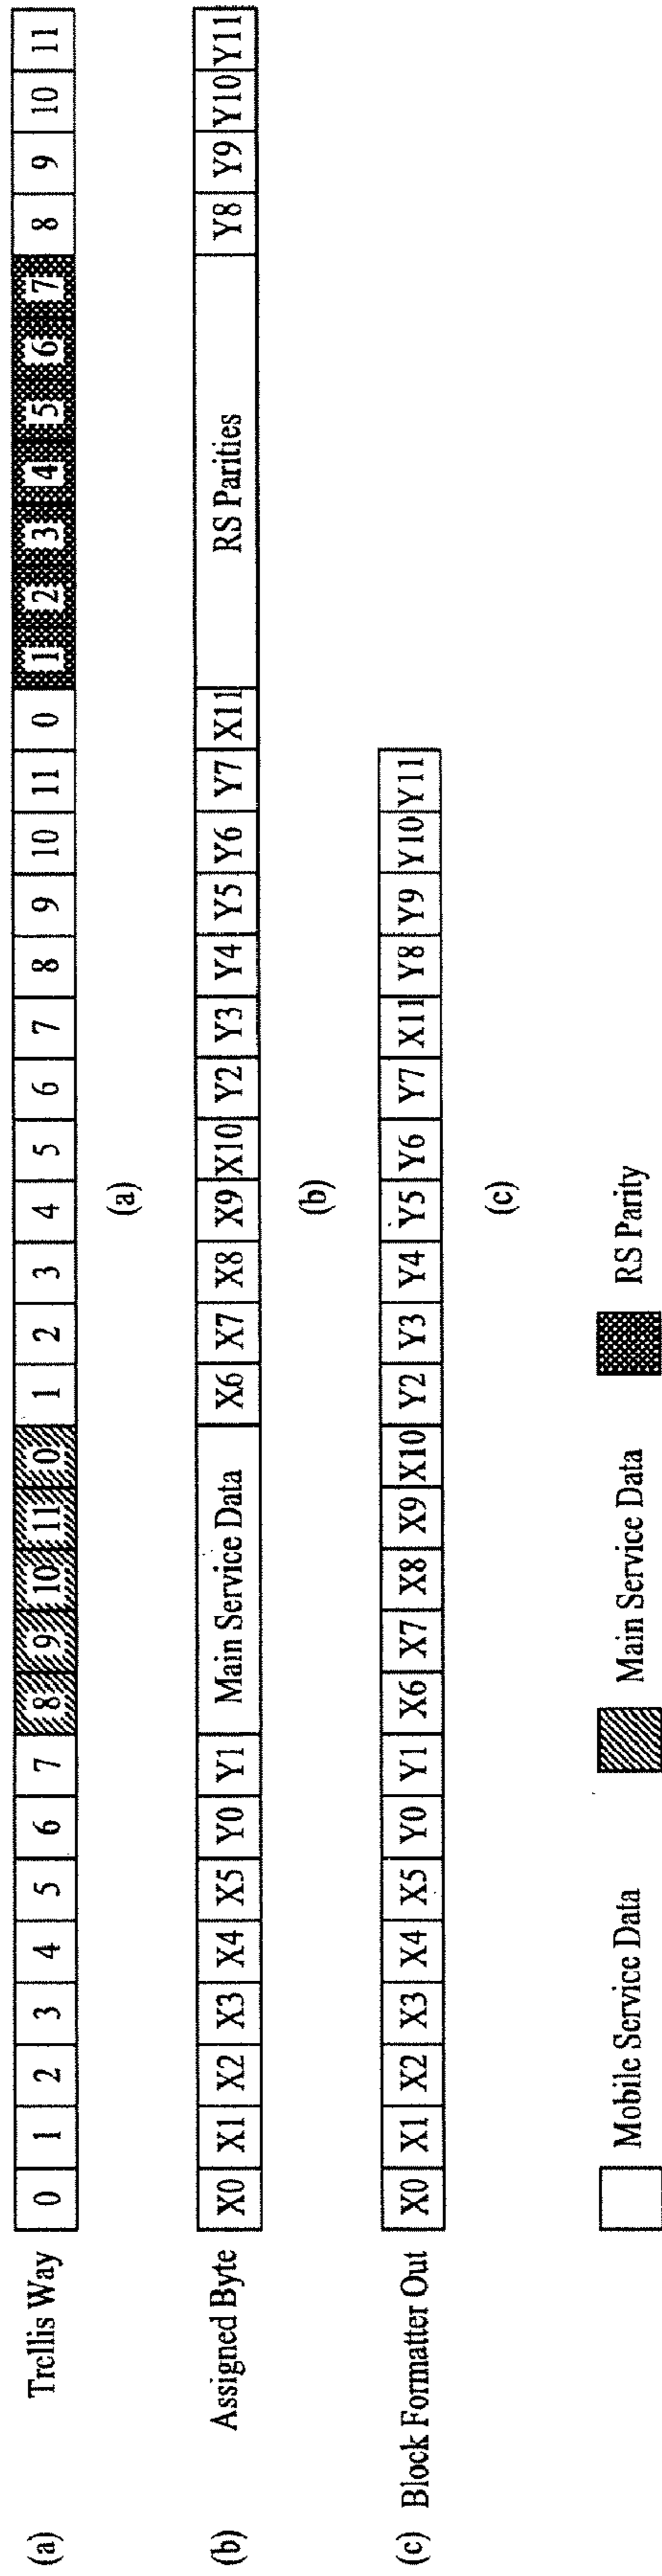 (a) Trellis Way 0 1 2 3 4 5 6 7 8 9 10 11 0 1 2 3 4 5 6 7 8 9 10 11 0 1 2 3 4 5 6 7 8 9 10 11
(a)
(b) Assigned Byte X0 X1 X2 X3 X4 X5 Y0 Y1 Main Service Data X6 X7 X8 X9 X10 Y2 Y3 Y4 Y5 Y6 Y7 X11 RS Parities Y8 Y9 Y10 Y11
(b)
(c) Block Formatter Out X0 X1 X2 X3 X4 X5 Y0 Y1 X6 X7 X8 X9 X10 Y2 Y3 Y4 Y5 Y6 Y7 X11 Y8 Y9 Y10 Y11
(c)
Mobile Service Data Main Service Data RS Parity